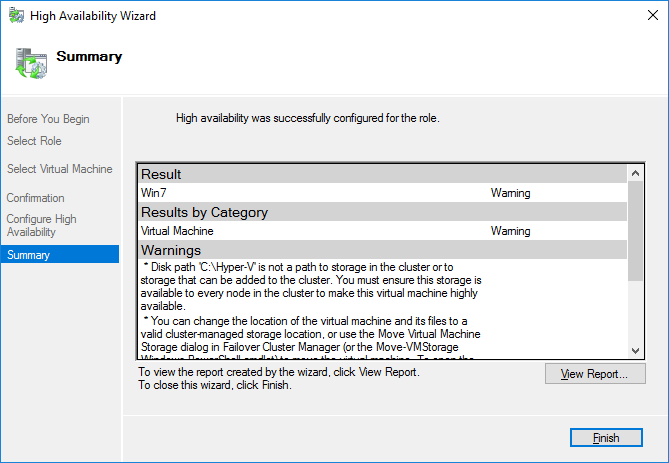 High Availability Wizard
Summary
Before You Begin
Select Role
Select Virtual Machine
Confirmation
Configure High
Availability
Summary
High availability was successfully configured for the role.
Result
Win7 Warning
Results by Category
Virtual Machine Warning
Warnings
* Disk path 'C:\Hyper-V' is not a path to storage in the cluster or to
storage that can be added to the cluster. You must ensure this storage is
available to every node in the cluster to make this virtual machine highly
available.
* You can change the location of the virtual machine and its files to a
valid cluster-managed storage location, or use the Move Virtual Machine
Storage dialog in Failover Cluster Manager (or the Move-VMStorage
Windows PowerShell cmdlet) to move the virtual machine. To open the
To view the report created by the wizard, click View Report.
To close this wizard, click Finish.
View Report...
Finish